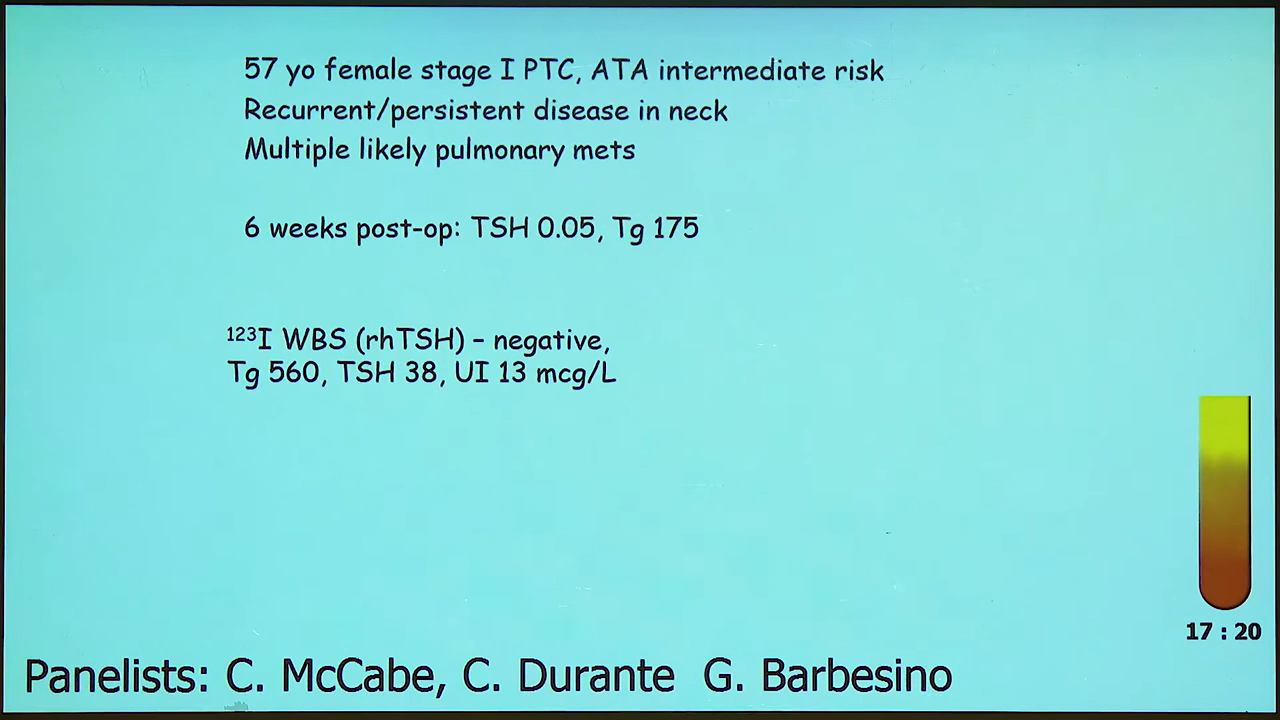 57 yo female stage I PTC, ATA intermediate risk
Recurrent/persistent disease in neck
Multiple likely pulmonary mets
6 weeks post-op: TSH 0.05, Tg 175
¹²³I WBS (rhTSH) – negative,
Tg 560, TSH 38, UI 13 mcg/L
17 : 20
Panelists: C. McCabe, C. Durante G. Barbesino